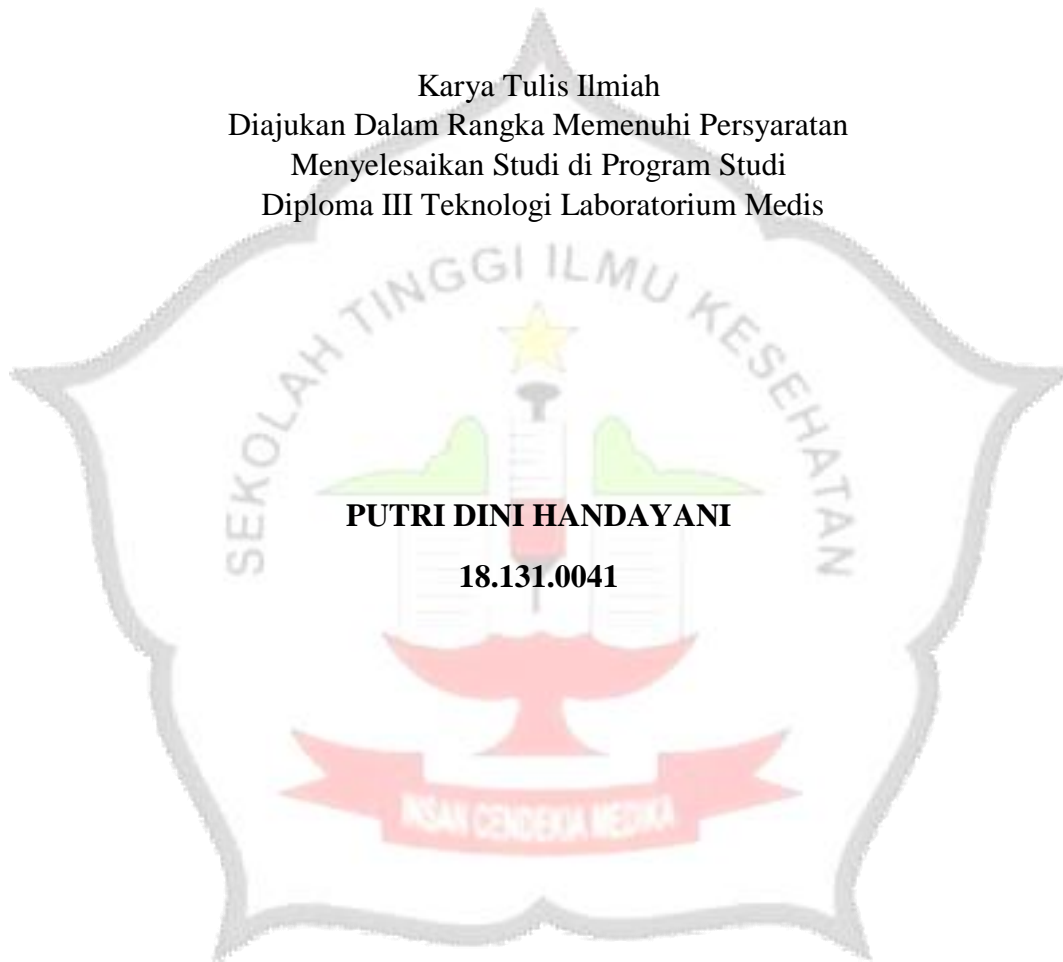 Karya Tulis Ilmiah
Diajukan Dalam Rangka Memenuhi Persyaratan
Menyelesaikan Studi di Program Studi
Diploma III Teknologi Laboratorium Medis
SEKOLAH TINGGI ILMU KESEHATAN
PUTRI DINI HANDAYANI
18.131.0041
INSAN CENDEKIA MEDIKA